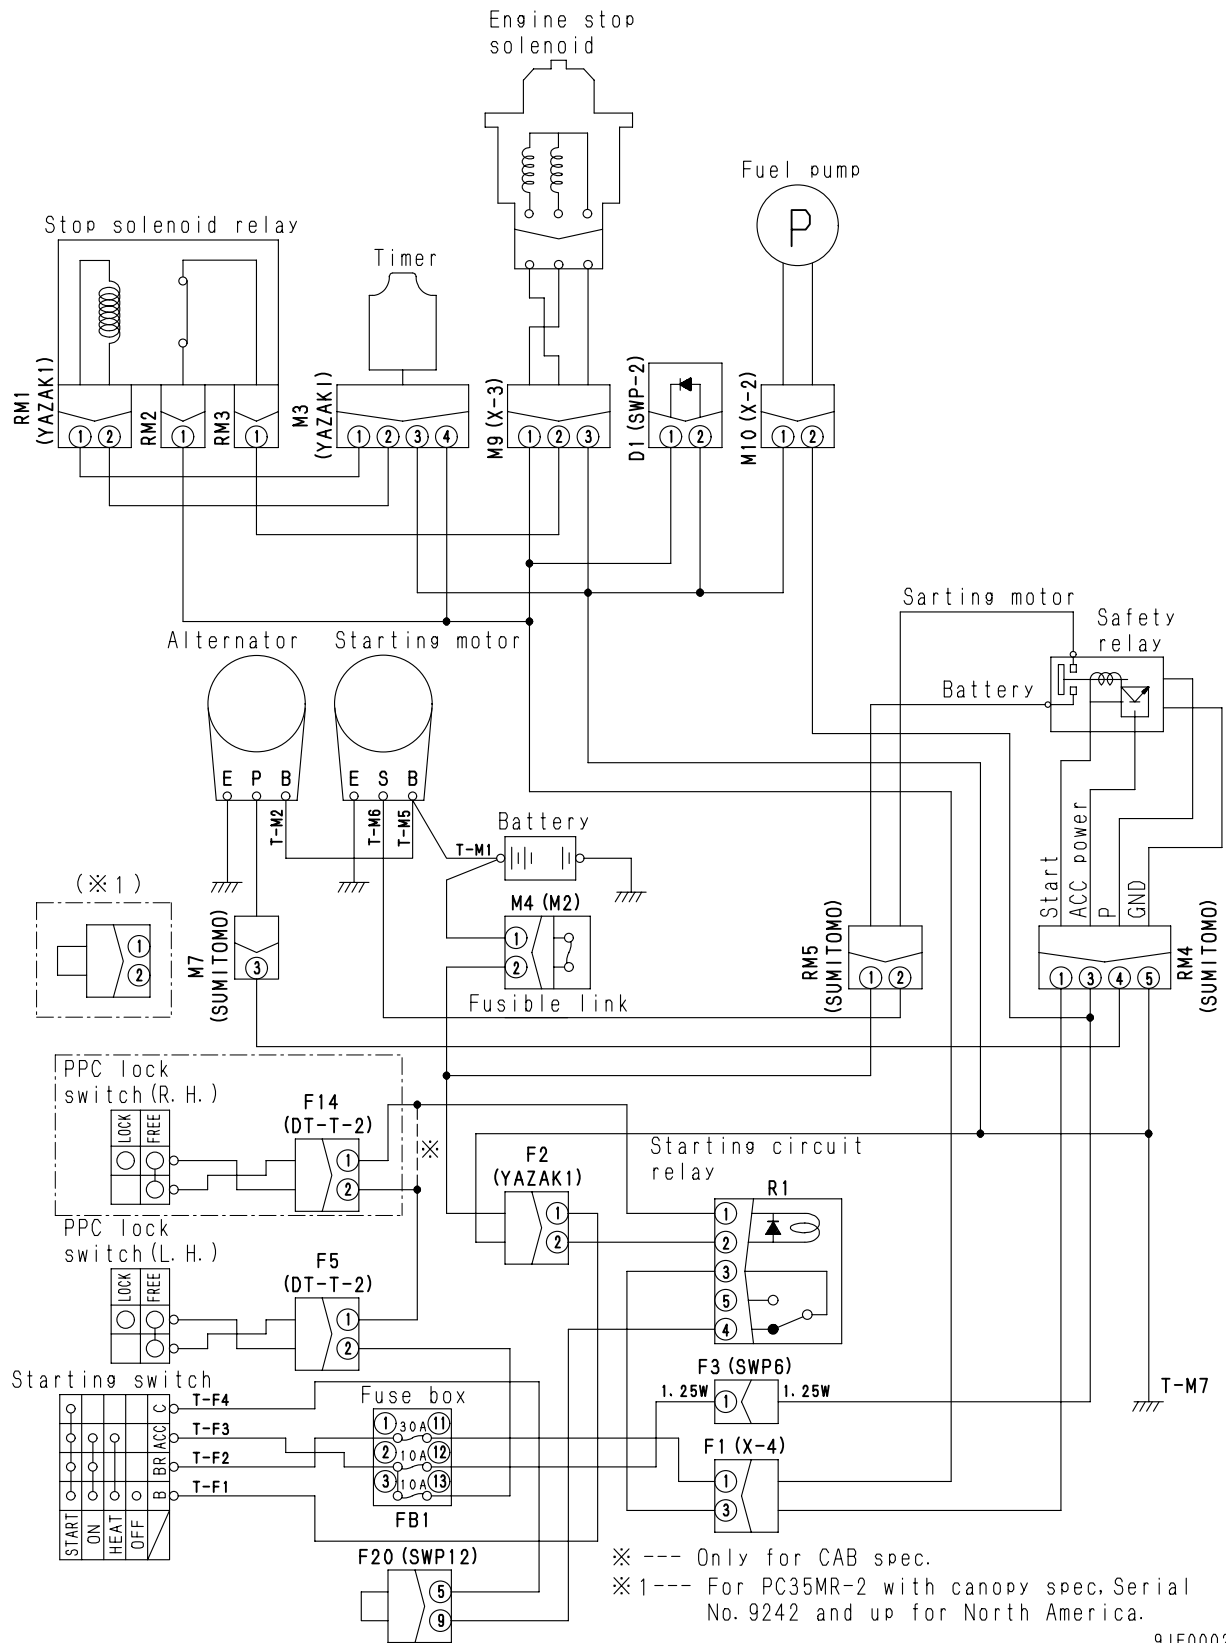 Engine stop
solenoid
Fuel pump
P
Stop solenoid relay
Timer
RM1
(YAZAK1)
RM2
RM3
M3
(YAZAKI)
M9 (X-3)
D1 (SWP-2)
M10 (X-2)
1 2
1
1
1 2 3 4
1 2 3
1 2
1 2
Sarting motor
Safety
relay
Battery
Alternator
Starting motor
E P B
E S B
T-M2
T-M6
T-M5
Battery
T-M1
(※1)
1
2
M7
(SUMITOMO)
3
M4 (M2)
1
2
Fusible link
RM5
(SUMITOMO)
1 2
Start
ACC power
P
GND
RM4
(SUMITOMO)
1 3 4 5
PPC lock
switch (R. H.)
LOCK
FREE
F14
(DT-T-2)
1
2
※
F2
(YAZAK1)
1
2
Starting circuit
relay
R1
1
2
3
5
4
PPC lock
switch (L. H.)
LOCK
FREE
F5
(DT-T-2)
1
2
Starting switch
T-F4
T-F3
T-F2
T-F1
C
ACC
BR
B
START
ON
HEAT
OFF
Fuse box
1 30A 11
2 10A 12
3 10A 13
FB1
F3 (SWP6)
1.25W 1 1.25W
F1 (X-4)
1
3
T-M7
F20 (SWP12)
5
9
※ --- Only for CAB spec.
※1--- For PC35MR-2 with canopy spec, Serial
No. 9242 and up for North America.